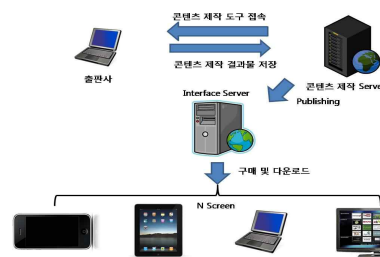 콘텐츠 제작 도구 접속
콘텐츠 제작 결과물 저장
출판사
콘텐츠 제작 Serve
Interface Server
Publishing
구매 및 다운로드
N Screen